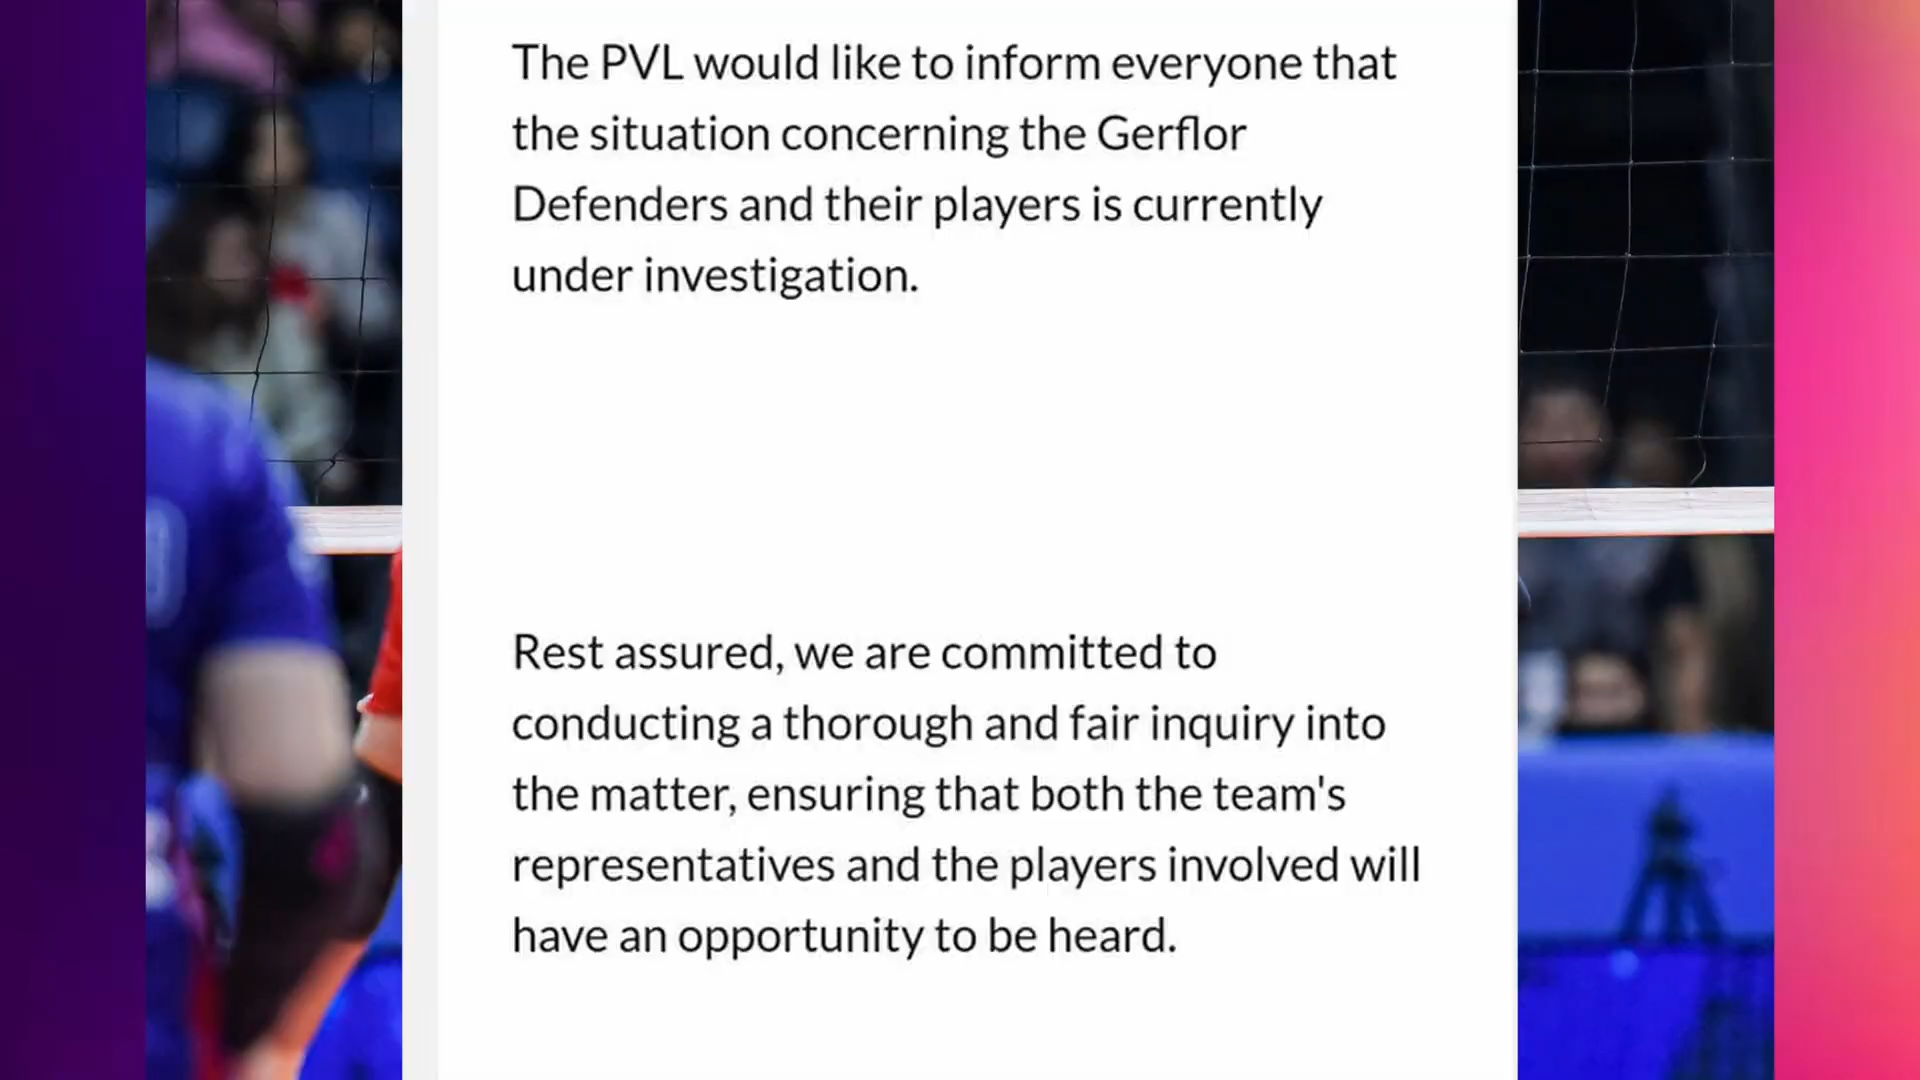 The PVL would like to inform everyone that
the situation concerning the Gerflor
Defenders and their players is currently
under investigation.
Rest assured, we are committed to
conducting a thorough and fair inquiry into
the matter, ensuring that both the team's
representatives and the players involved will
have an opportunity to be heard.